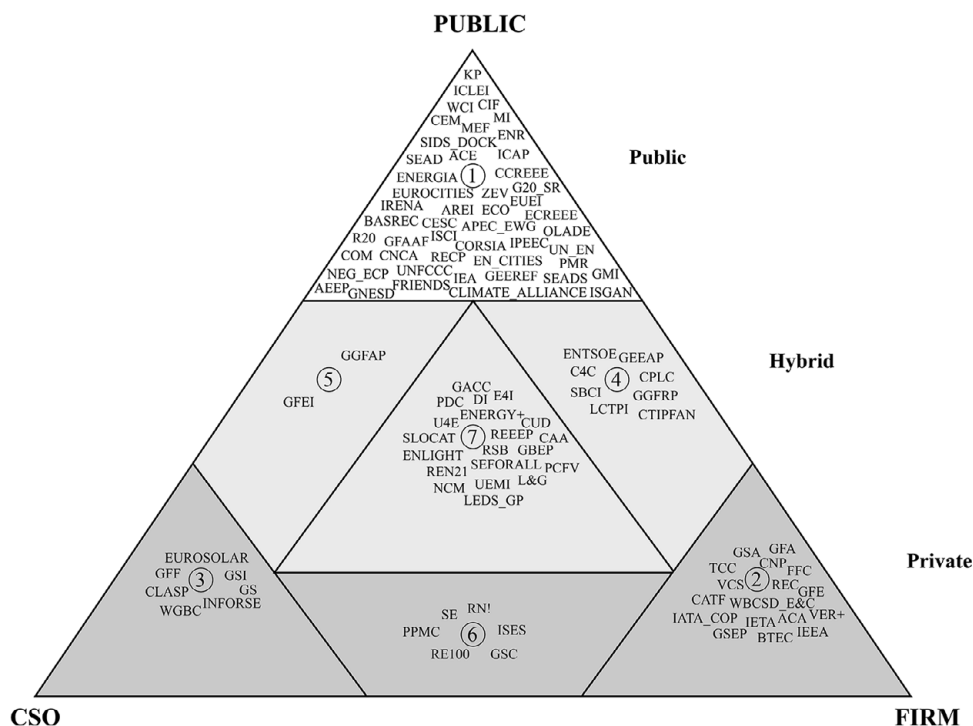 PUBLIC
KP
ICLEI
WCI CIF
CEM MI
MEF
ENR
SIDS_DOCK
SEAD ACE ICAP
ENERGIA 1 CCREEE
EUROCITIES ZEV G20_SR
IRENA AREI ECO EUEI
ECREEE
BASREC CESC APEC_EWG OLADE
R20 GFAAF ISCI CORSIA IPEEC UN_EN
COM CNCA RECP EN_CITIES PMR
NEG_ECP UNFCCC IEA GEEREF SEADS GMI
AEEP GNESD FRIENDS CLIMATE_ALLIANCE ISGAN
Public
GGFAP
5
GFEI
ENTSOE GEEAP
C4C 4 CPLC
SBCI GGFRP
LCTPI CTIPFAN
Hybrid
GACC
PDC DI E4I
ENERGY+
U4E CUD
SLOCAT 7 REEEP CAA
ENLIGHT RSB GBEP
REN21 SEFORALL PCFV
NCM UEMI L&G
LEDS_GP
EUROSOLAR
GFF 3 GSI
CLASP GS
WGBC INFORSE
SE RN!
PPMC 6 ISES
RE100 GSC
GSA GFA
TCC CNP FFC
VCS 2 REC GFE
CATF WBCSD_E&C
IATA_COP IETA ACA VER+
GSEP BTEC IEEA
Private
CSO
FIRM